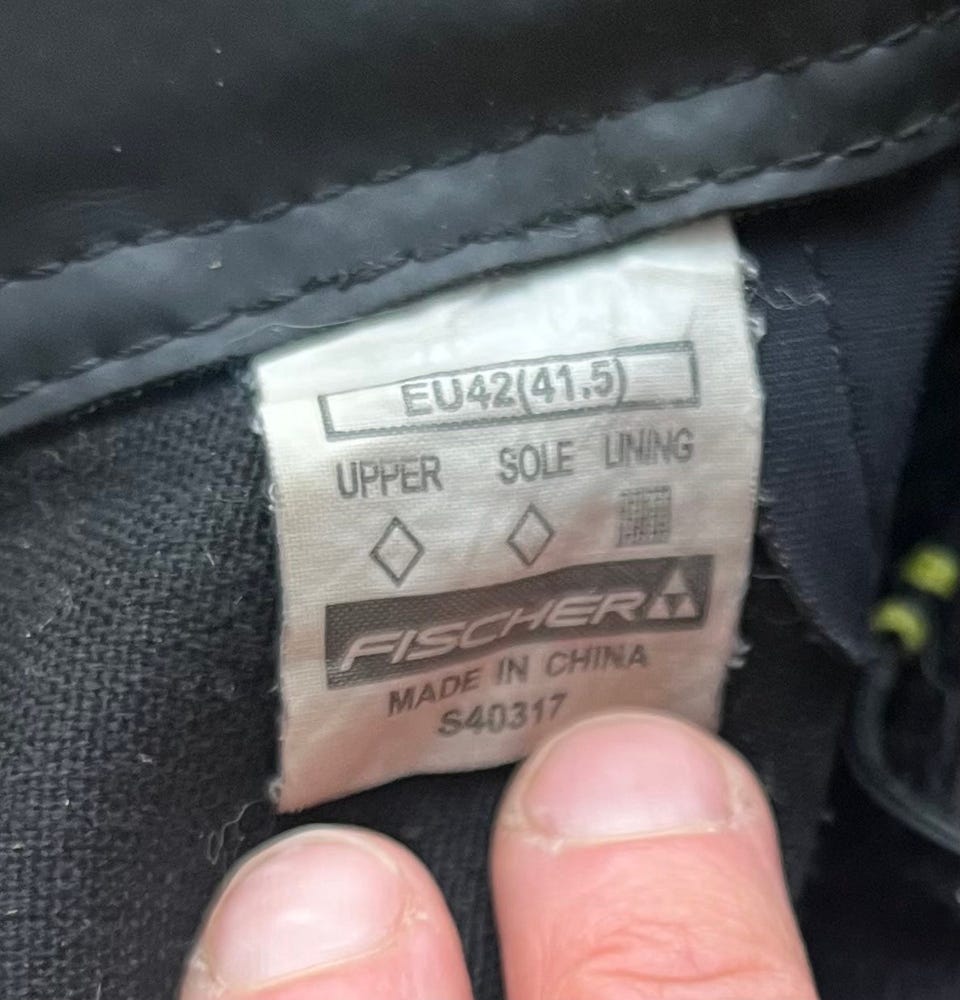 EU42(41.5)
UPPER SOLE LINING
FISCHER
MADE IN CHINA
S40317